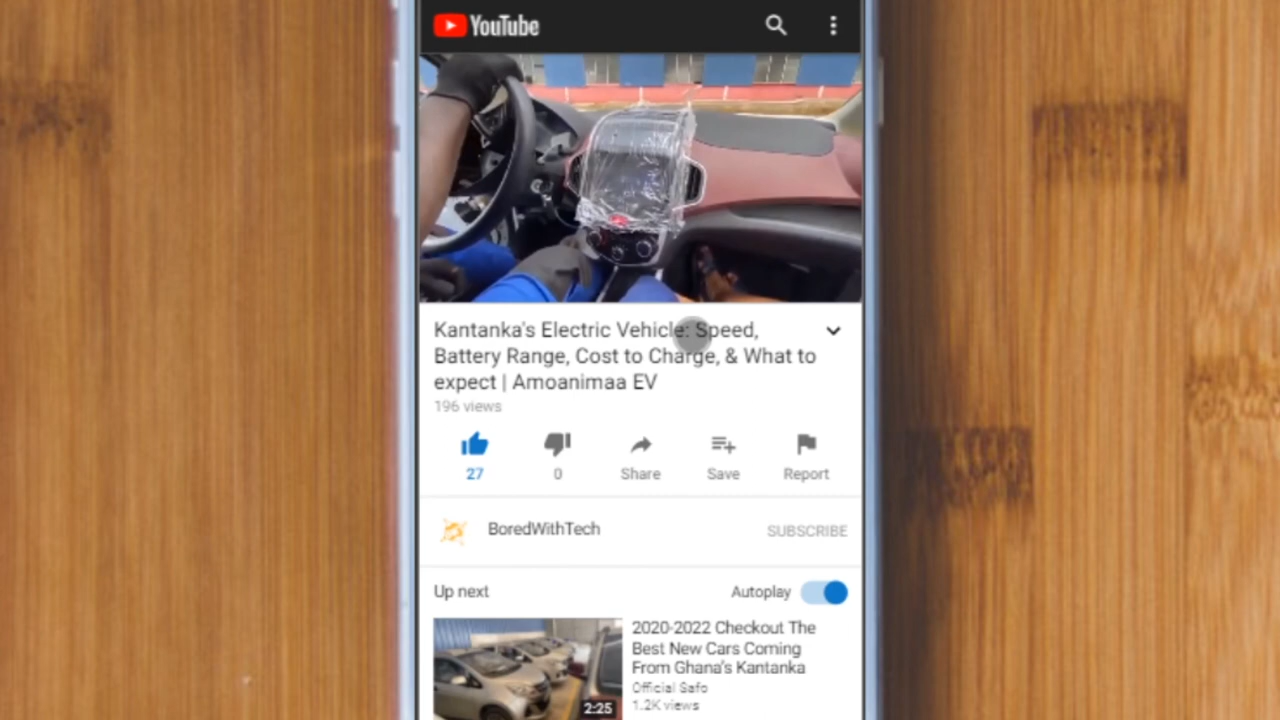 YouTube
Kantanka's Electric Vehicle: Speed,
Battery Range, Cost to Charge, & What to
expect | Amoanimaa EV
196 views
27
0
Share
Save
Report
BoredWithTech
SUBSCRIBE
Up next
Autoplay
2020-2022 Checkout The
Best New Cars Coming
From Ghana's Kantanka
Official Safo
1.2K views
2:25